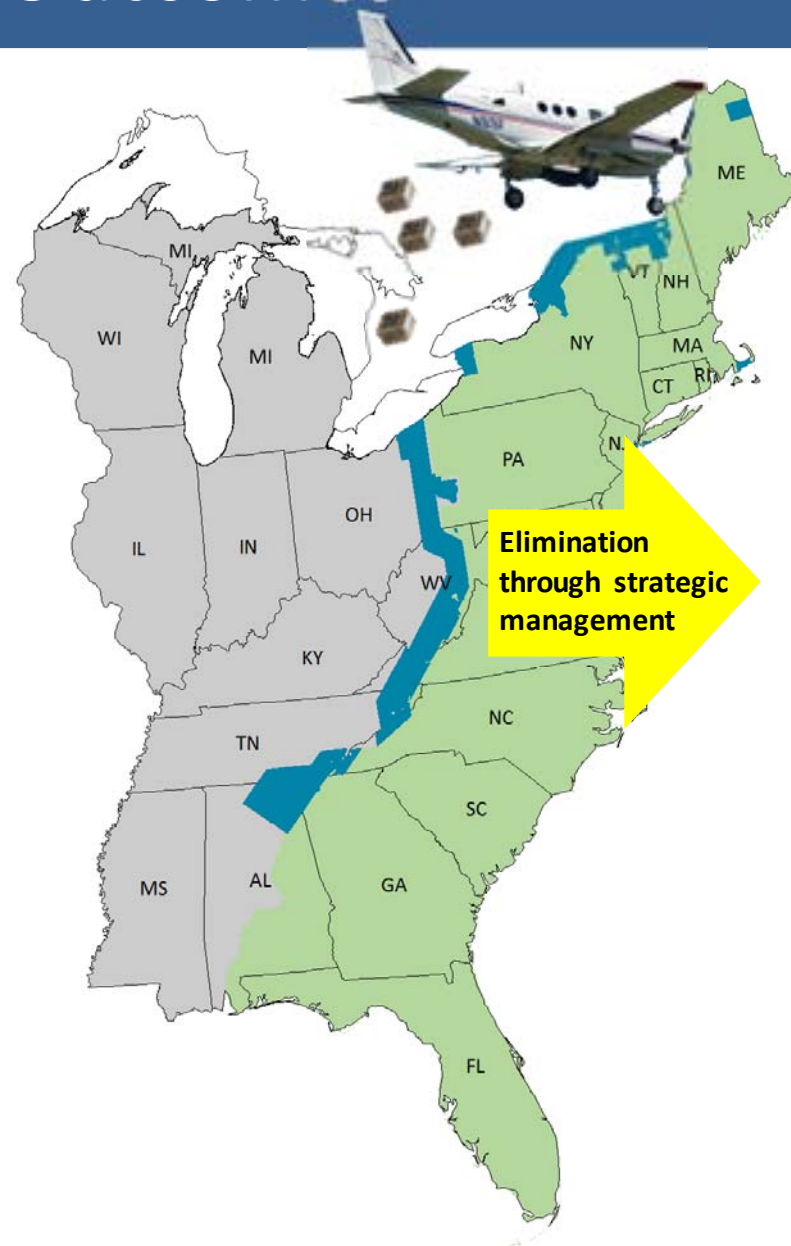 ME
MI
VT
NH
WI
MI
NY
MA
CT
RI
PA
OH
IL
IN
Elimination
through strategic
management
WV
KY
NC
TN
SC
MS
AL
GA
FL